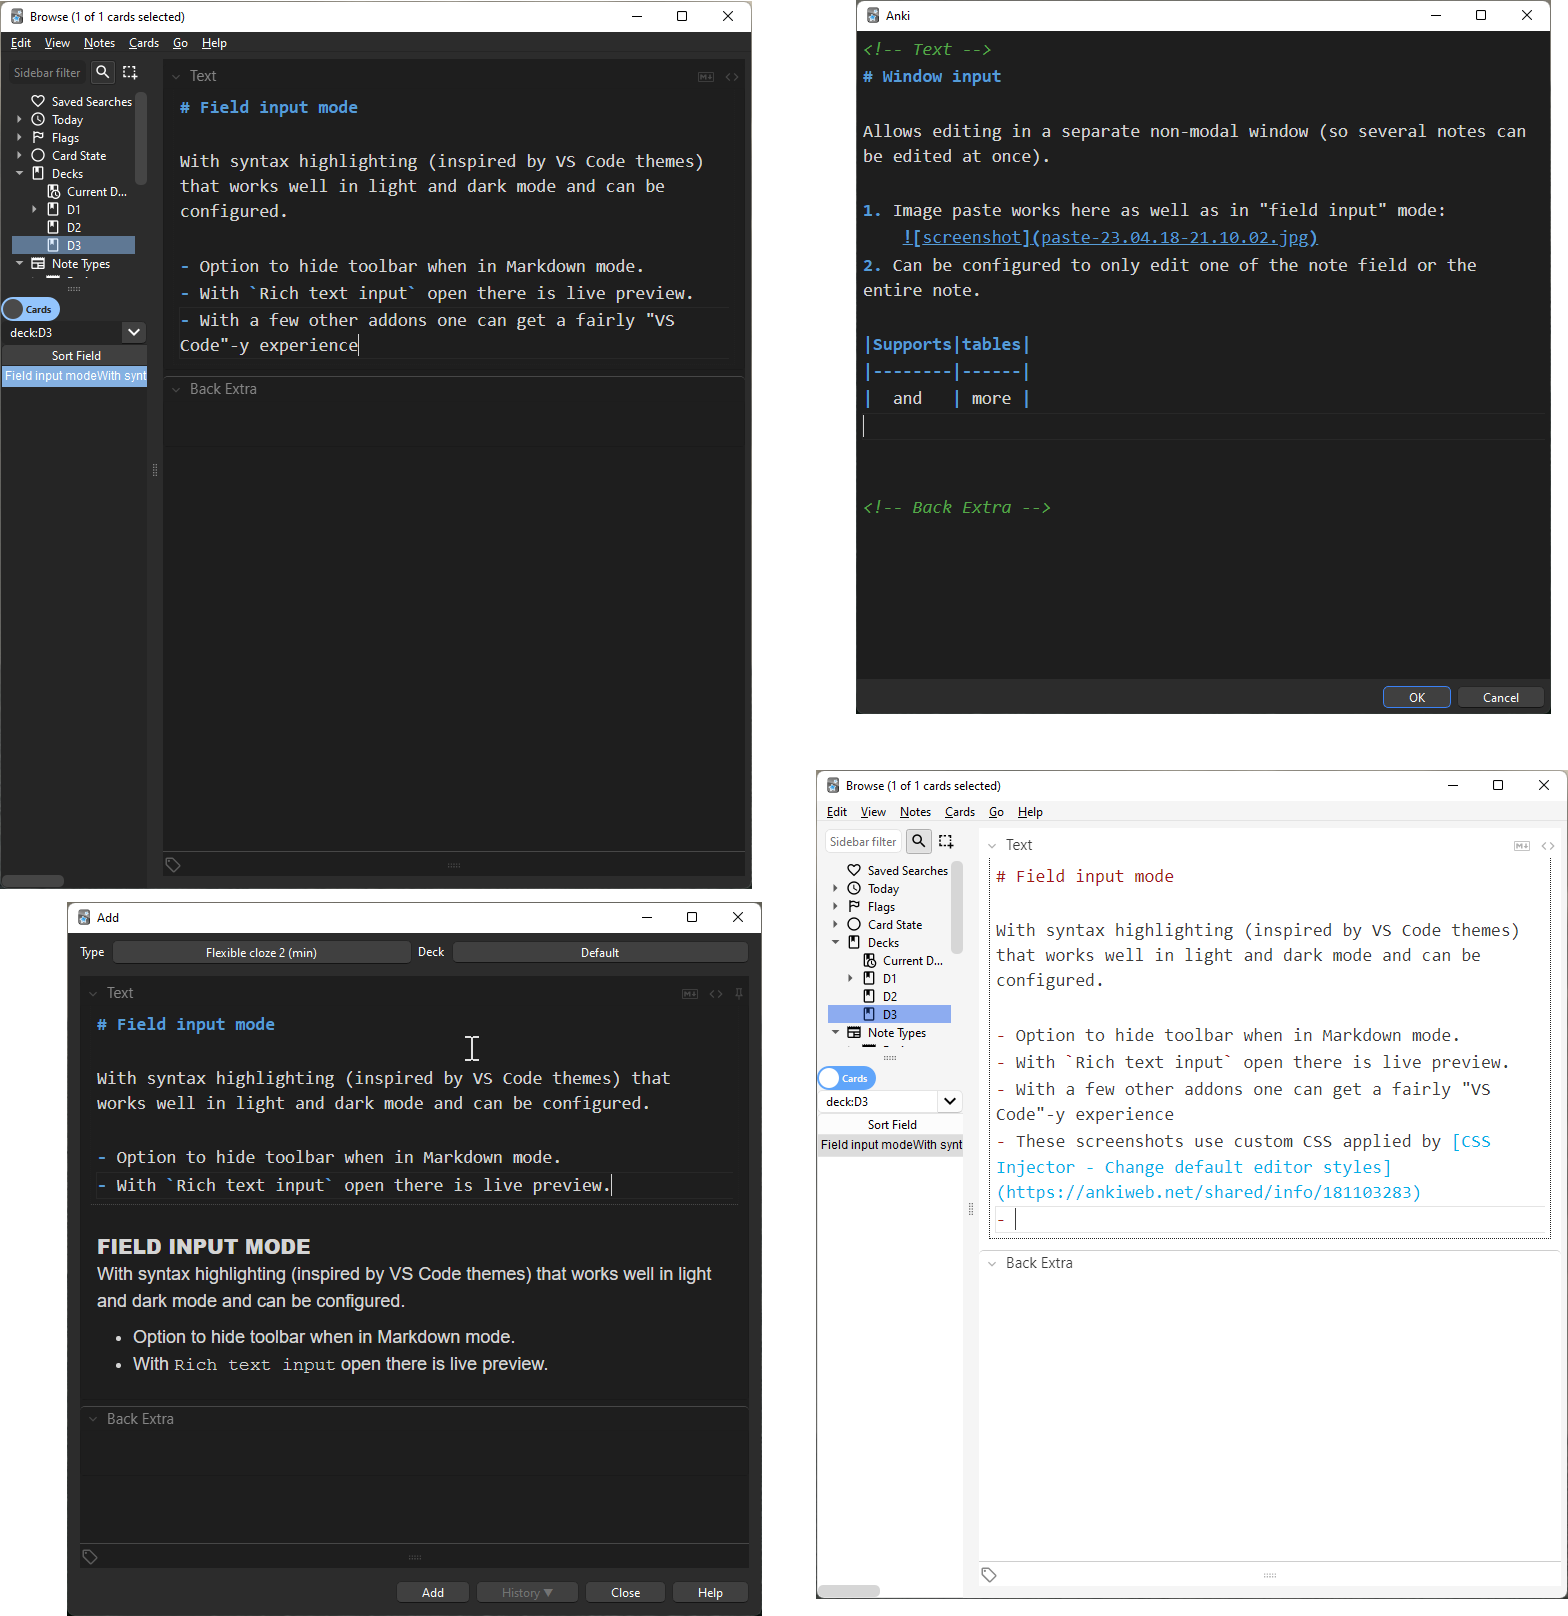 Browse (1 of 1 cards selected)
Edit View Notes Cards Go Help
Sidebar filter
Saved Searches
Today
Flags
Card State
Decks
Current D...
D1
D2
D3
Note Types
Cards
deck:D3
Sort Field
Field input modeWith synt
Text
# Field input mode
With syntax highlighting (inspired by VS Code themes)
that works well in light and dark mode and can be
configured.
- Option to hide toolbar when in Markdown mode.
- With `Rich text input` open there is live preview.
- With a few other addons one can get a fairly "VS
Code"-y experience
Back Extra
Anki
<!-- Text -->
# Window input
Allows editing in a separate non-modal window (so several notes can
be edited at once).
1. Image paste works here as well as in "field input" mode:
![screenshot](paste-23.04.18-21.10.02.jpg)
2. Can be configured to only edit one of the note field or the
entire note.
|Supports|tables|
|--------|------|
|  and   | more |
<!-- Back Extra -->
OK Cancel
Add
Type Flexible cloze 2 (min) Deck Default
Text
# Field input mode
With syntax highlighting (inspired by VS Code themes) that
works well in light and dark mode and can be configured.
- Option to hide toolbar when in Markdown mode.
- With `Rich text input` open there is live preview.
FIELD INPUT MODE
With syntax highlighting (inspired by VS Code themes) that works well in light
and dark mode and can be configured.
• Option to hide toolbar when in Markdown mode.
• With Rich text input open there is live preview.
Back Extra
Add History ▼ Close Help
Browse (1 of 1 cards selected)
Edit View Notes Cards Go Help
Sidebar filter
Saved Searches
Today
Flags
Card State
Decks
Current D...
D1
D2
D3
Note Types
Cards
deck:D3
Sort Field
Field input modeWith synt
Text
# Field input mode
With syntax highlighting (inspired by VS Code themes)
that works well in light and dark mode and can be
configured.
- Option to hide toolbar when in Markdown mode.
- With `Rich text input` open there is live preview.
- With a few other addons one can get a fairly "VS
Code"-y experience
- These screenshots use custom CSS applied by [CSS
Injector - Change default editor styles]
(https://ankiweb.net/shared/info/181103283)
-
Back Extra